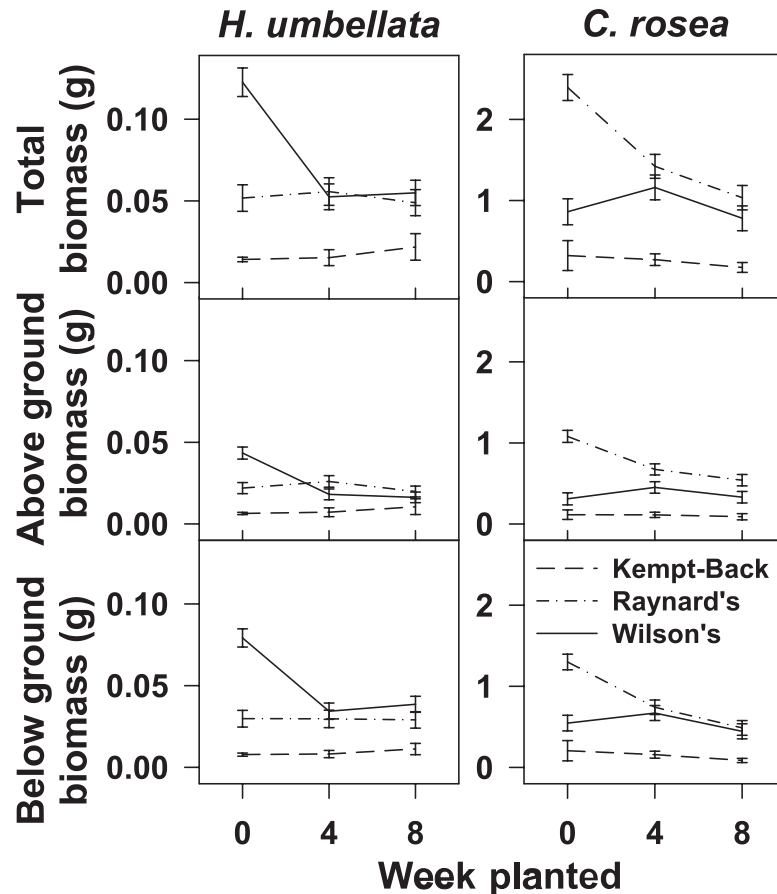 H. umbellata
C. rosea
Total
biomass (g)
0.10
0.05
0.00
2
1
0
Above ground
biomass (g)
0.10
0.05
0.00
2
1
0
Below ground
biomass (g)
0.10
0.05
0.00
2
1
0
Kempt-Back
Raynard's
Wilson's
0 4 8
0 4 8
Week planted